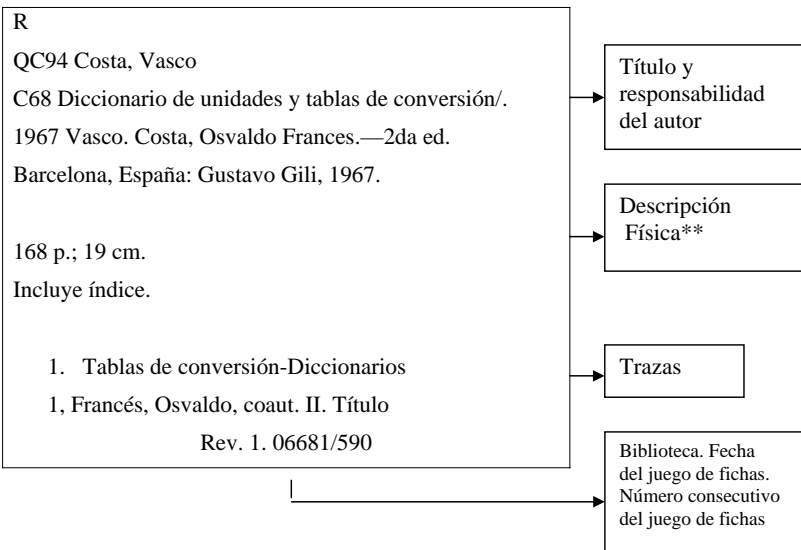 R
QC94 Costa, Vasco
C68 Diccionario de unidades y tablas de conversión/.
1967 Vasco. Costa, Osvaldo Frances.—2da ed.
Barcelona, España: Gustavo Gili, 1967.
168 p.; 19 cm.
Incluye índice.
1. Tablas de conversión-Diccionarios
1, Francés, Osvaldo, coaut. II. Título
Rev. 1. 06681/590
Título y
responsabilidad
del autor
Descripción
Física**
Trazas
Biblioteca. Fecha
del juego de fichas.
Número consecutivo
del juego de fichas